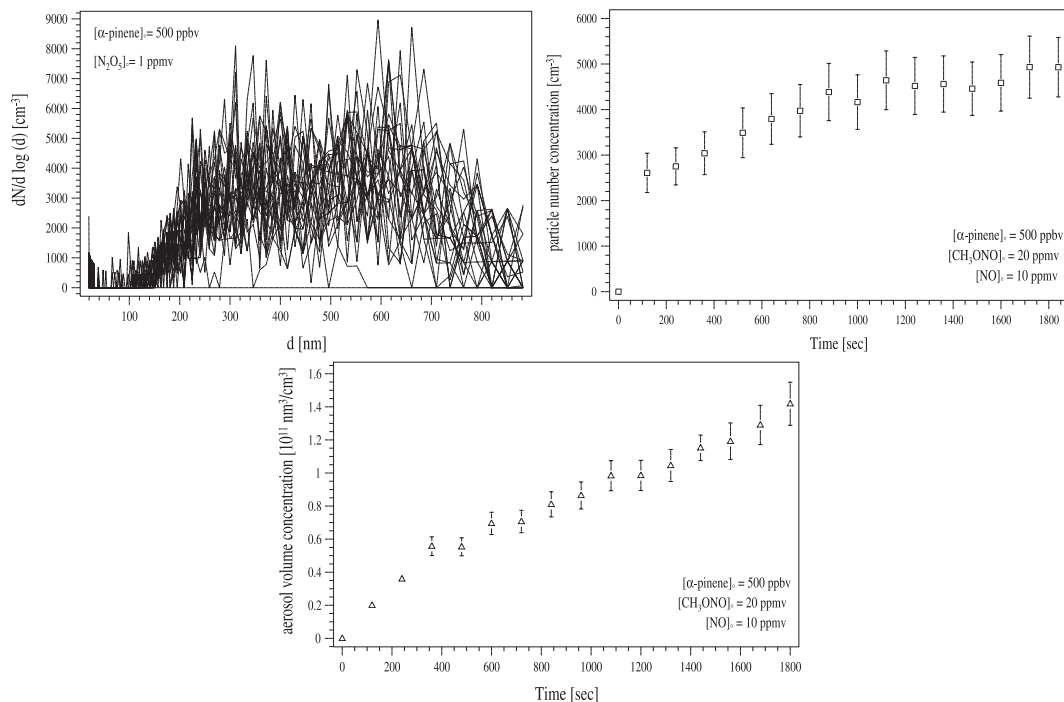 9000
8000
7000
6000
5000
4000
3000
2000
1000
0
dN/d log (d) [cm⁻³]
[α-pinene]₀= 500 ppbv
[N₂O₅]₀= 1 ppmv
100 200 300 400 500 600 700 800
d [nm]
6000
5000
4000
3000
2000
1000
0
particle number concentration [cm⁻³]
[α-pinene]₀ = 500 ppbv
[CH₃ONO]₀ = 20 ppmv
[NO]₀ = 10 ppmv
0 200 400 600 800 1000 1200 1400 1600 1800
Time [sec]
1.6
1.4
1.2
1
0.8
0.6
0.4
0.2
0
aerosol volume concentration [10¹¹ nm³/cm³]
[α-pinene]₀ = 500 ppbv
[CH₃ONO]₀ = 20 ppmv
[NO]₀ = 10 ppmv
0 200 400 600 800 1000 1200 1400 1600 1800
Time [sec]